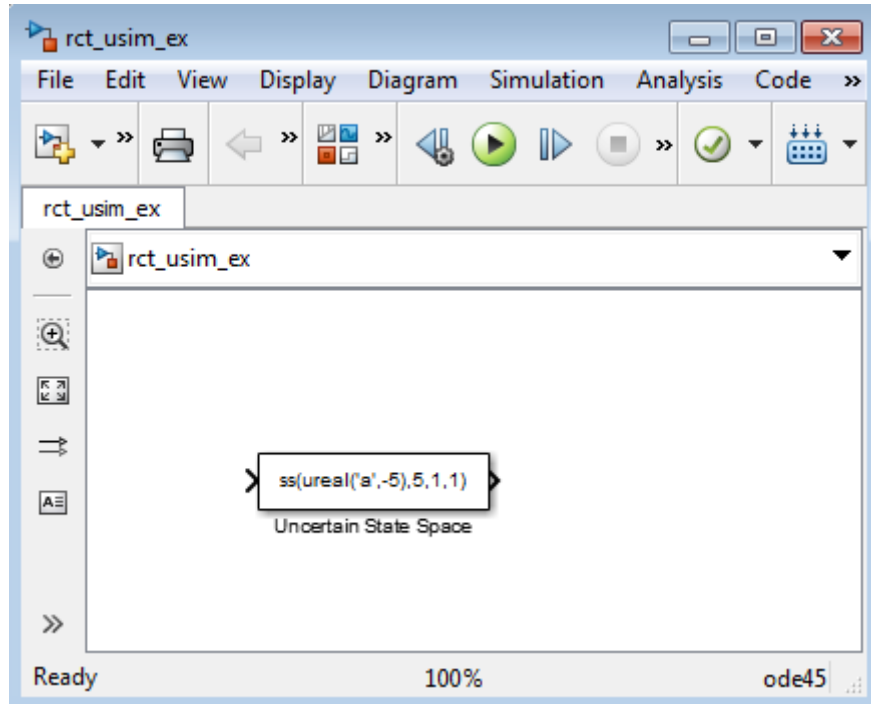 rct_usim_ex
File Edit View Display Diagram Simulation Analysis Code »
rct_usim_ex
rct_usim_ex
ss(ureal('a',-5),5,1,1)
Uncertain State Space
Ready 100% ode45